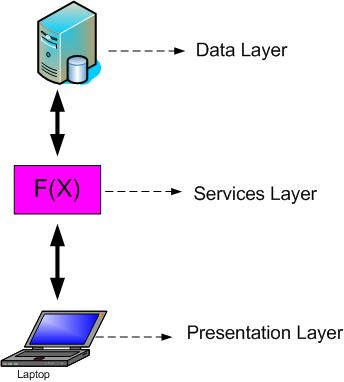 Data Layer
F(X)
Services Layer
Presentation Layer
Laptop